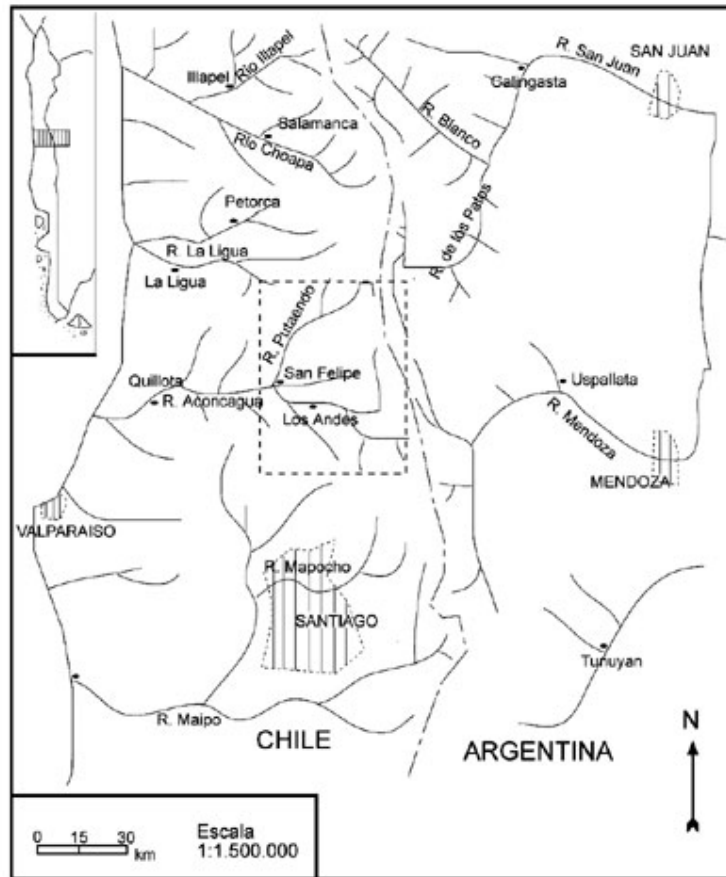 R. San Juan
SAN JUAN
Río Illapel
Illapel
Calingasta
R. Blanco
Salamanca
Río Choapa
Petorca
R. de los Patos
R. La Ligua
La Ligua
R. Putaendo
Quillota
San Felipe
Uspallata
R. Aconcagua
Los Andes
R. Mendoza
MENDOZA
VALPARAISO
R. Mapocho
SANTIAGO
Tunuyan
R. Maipo
CHILE
ARGENTINA
N
0 15 30
km
Escala
1:1.500.000